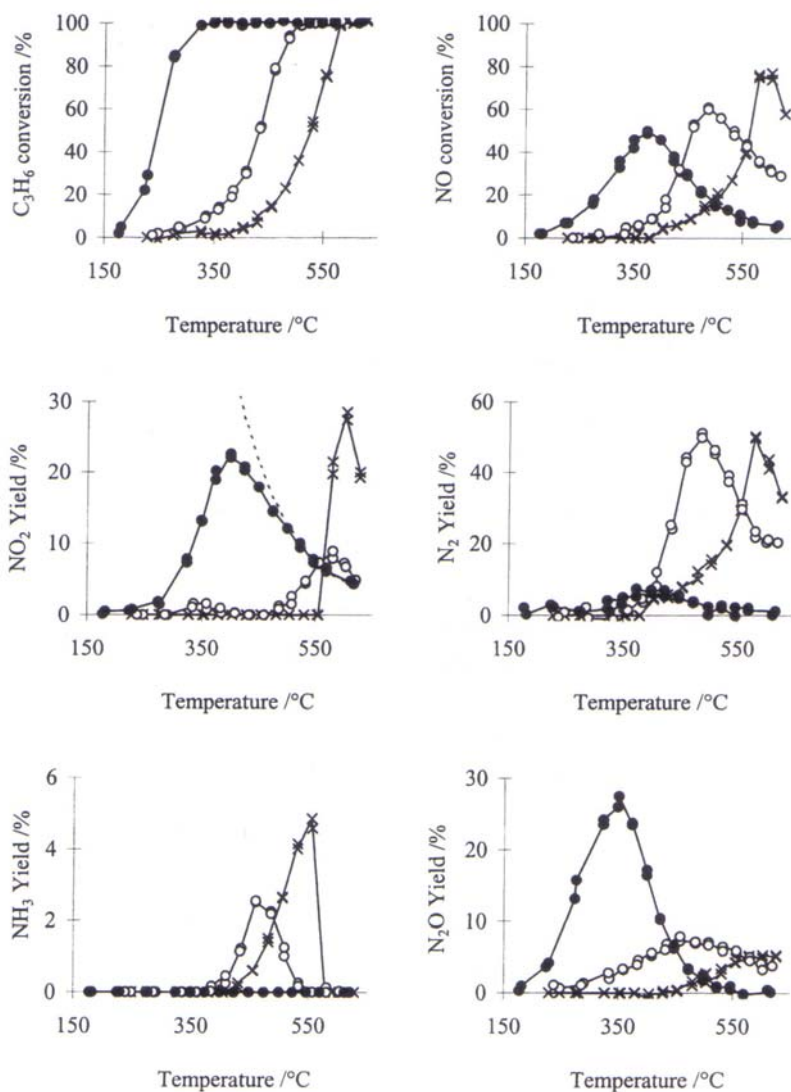 C₃H₆ conversion /%
100
80
60
40
20
0
150 350 550
Temperature /°C
NO conversion /%
100
80
60
40
20
0
150 350 550
Temperature /°C
NO₂ Yield /%
30
20
10
0
150 350 550
Temperature /°C
N₂ Yield /%
60
40
20
0
150 350 550
Temperature /°C
NH₃ Yield /%
6
4
2
0
150 350 550
Temperature /°C
N₂O Yield /%
30
20
10
0
150 350 550
Temperature /°C